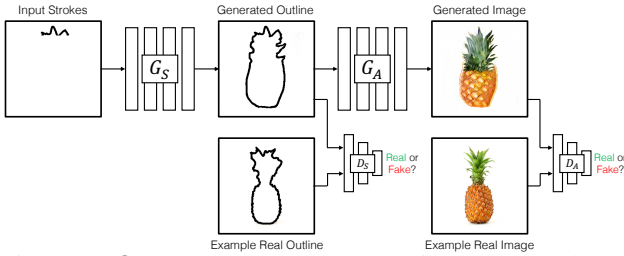 Input Strokes
Generated Outline
Generated Image
G_S
G_A
D_S
Real or
Fake?
D_A
Real or
Fake?
Example Real Outline
Example Real Image